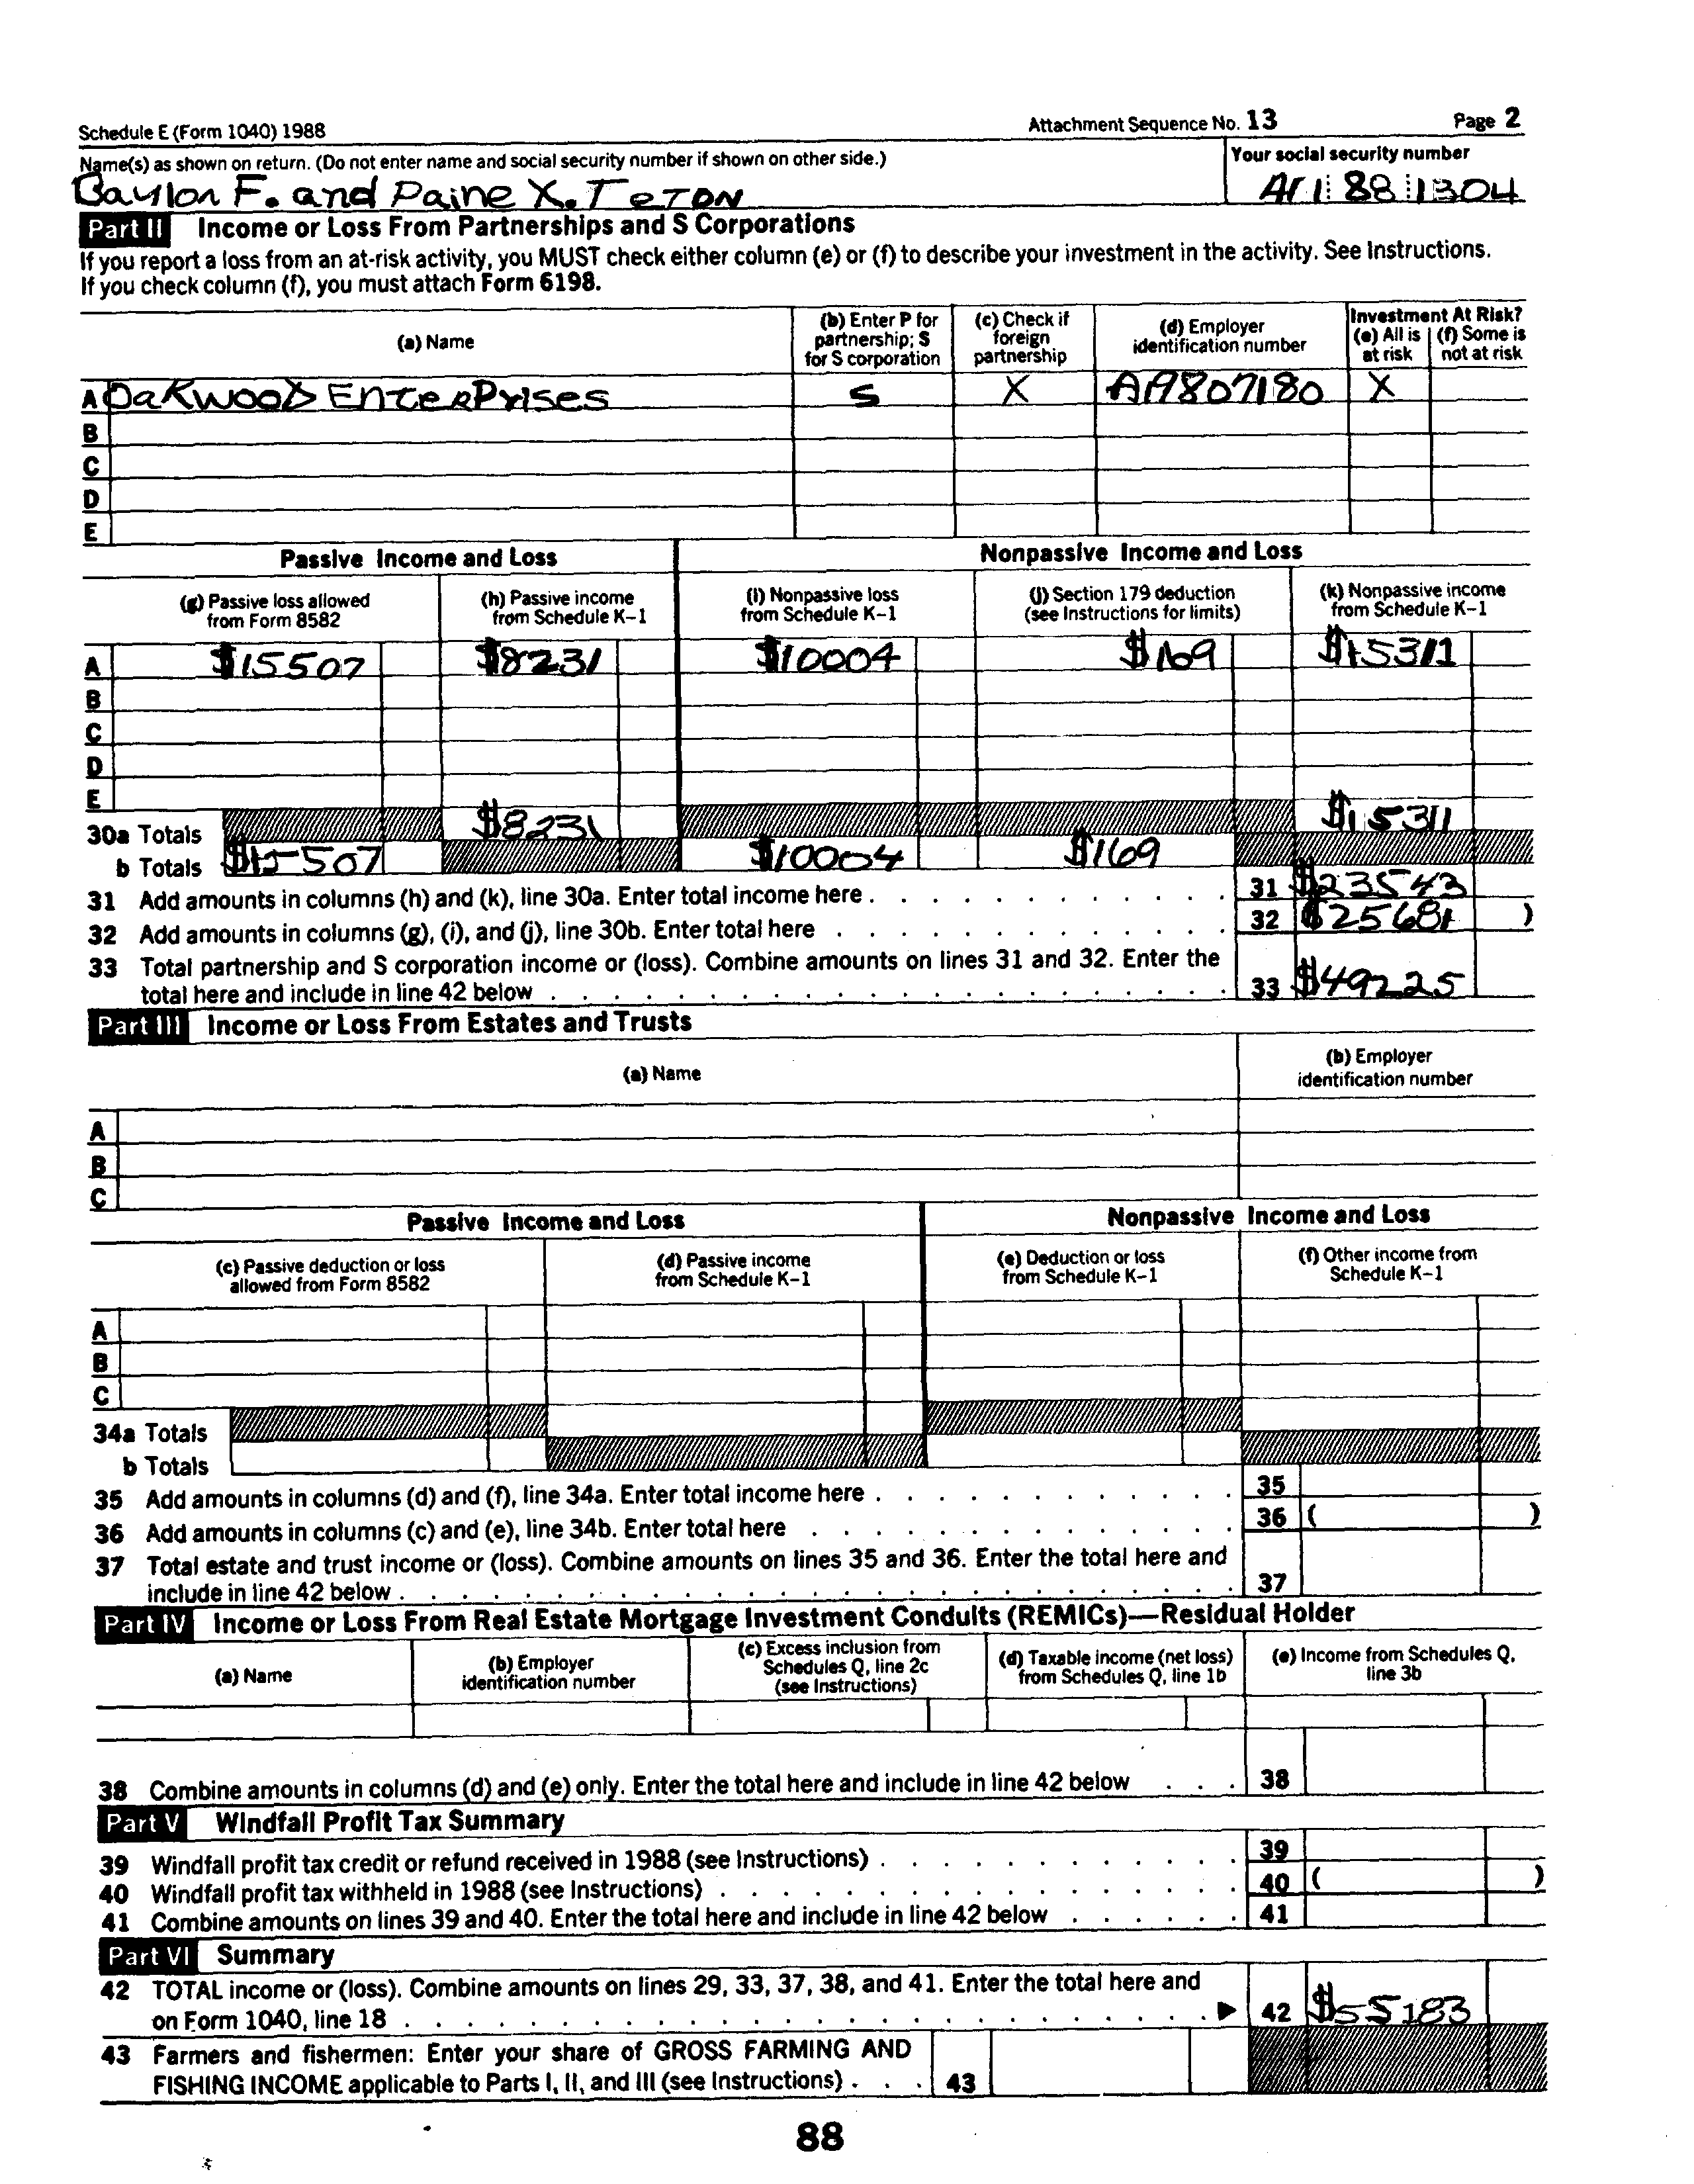 Schedule E (Form 1040) 1988 Attachment Sequence No. 13 Page 2
Name(s) as shown on return. (Do not enter name and social security number if shown on other side.) Your social security number
Baylon F. and Paine X. Teton 88 1304
Part II Income or Loss From Partnerships and S Corporations
If you report a loss from an at-risk activity, you MUST check either column (e) or (f) to describe your investment in the activity. See Instructions.
If you check column (f), you must attach Form 6198.
(a) Name (b) Enter P for partnership; S for S corporation (c) Check if foreign partnership (d) Employer identification number Investment At Risk? (e) All is at risk (f) Some is not at risk
A Oakwood Enterprises S X AA9807180 X
B
C
D
E
Passive Income and Loss Nonpassive Income and Loss
(g) Passive loss allowed from Form 8582 (h) Passive income from Schedule K–1 (i) Nonpassive loss from Schedule K–1 (j) Section 179 deduction (see Instructions for limits) (k) Nonpassive income from Schedule K–1
A $15507 $8231 $10004 $169 $15311
B
C
D
E
30a Totals $8231 $15311
b Totals $15507 $10004 $169
31 Add amounts in columns (h) and (k), line 30a. Enter total income here 31 $23543
32 Add amounts in columns (g), (i), and (j), line 30b. Enter total here 32 $25681 )
33 Total partnership and S corporation income or (loss). Combine amounts on lines 31 and 32. Enter the
total here and include in line 42 below 33 $49225
Part III Income or Loss From Estates and Trusts
(a) Name (b) Employer identification number
A
B
C
Passive Income and Loss Nonpassive Income and Loss
(c) Passive deduction or loss allowed from Form 8582 (d) Passive income from Schedule K–1 (e) Deduction or loss from Schedule K–1 (f) Other income from Schedule K–1
A
B
C
34a Totals
b Totals
35 Add amounts in columns (d) and (f), line 34a. Enter total income here 35
36 Add amounts in columns (c) and (e), line 34b. Enter total here 36 ( )
37 Total estate and trust income or (loss). Combine amounts on lines 35 and 36. Enter the total here and
include in line 42 below 37
Part IV Income or Loss From Real Estate Mortgage Investment Conduits (REMICs)—Residual Holder
(a) Name (b) Employer identification number (c) Excess inclusion from Schedules Q, line 2c (see Instructions) (d) Taxable income (net loss) from Schedules Q, line 1b (e) Income from Schedules Q, line 3b
38 Combine amounts in columns (d) and (e) only. Enter the total here and include in line 42 below 38
Part V Windfall Profit Tax Summary
39 Windfall profit tax credit or refund received in 1988 (see Instructions) 39
40 Windfall profit tax withheld in 1988 (see Instructions) 40 ( )
41 Combine amounts on lines 39 and 40. Enter the total here and include in line 42 below 41
Part VI Summary
42 TOTAL income or (loss). Combine amounts on lines 29, 33, 37, 38, and 41. Enter the total here and
on Form 1040, line 18 ▶ 42 $55183
43 Farmers and fishermen: Enter your share of GROSS FARMING AND
FISHING INCOME applicable to Parts I, II, and III (see Instructions) 43
88